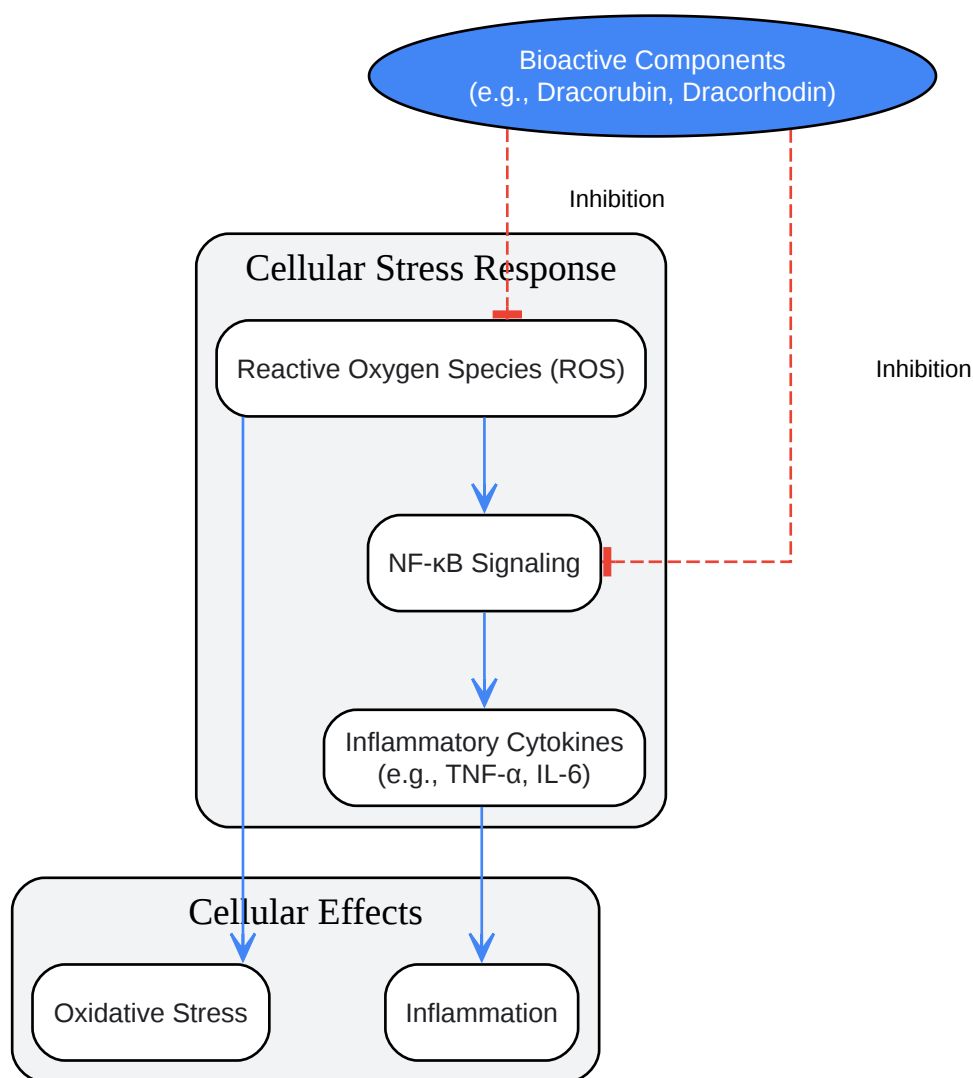 Bioactive Components
(e.g., Dracorubin, Dracorhodin)
Inhibition
Cellular Stress Response
Reactive Oxygen Species (ROS)
Inhibition
NF-κB Signaling
Inflammatory Cytokines
(e.g., TNF-α, IL-6)
Cellular Effects
Oxidative Stress
Inflammation